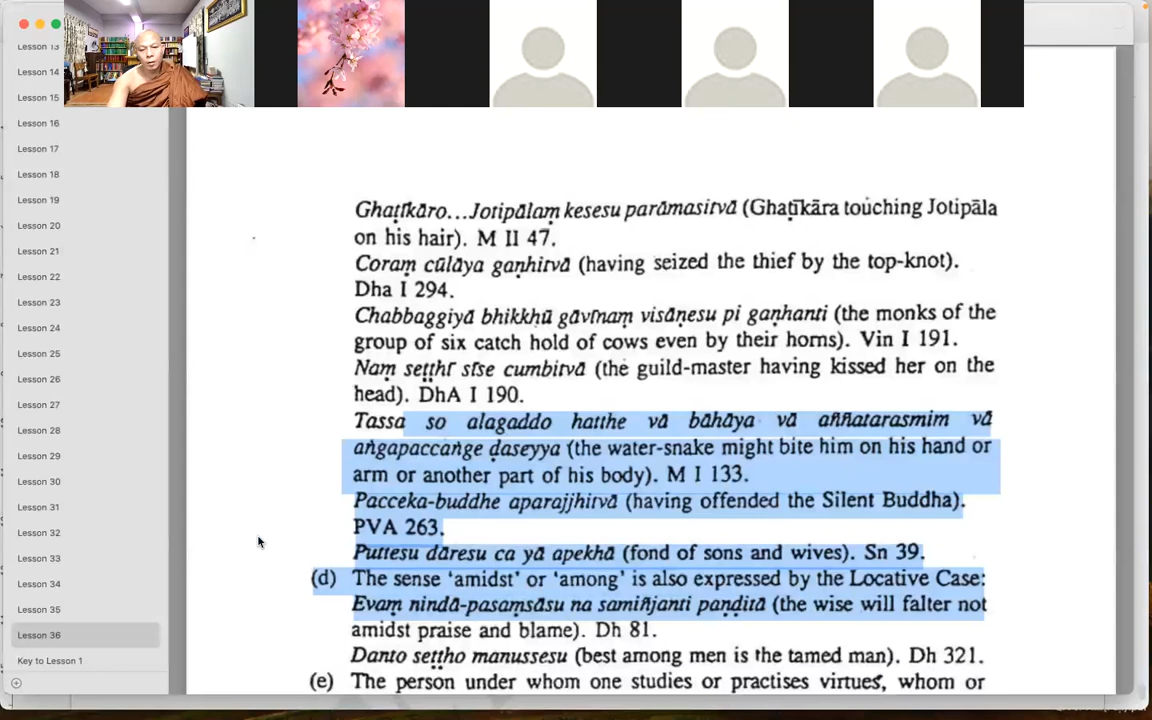 Lesson 13
Lesson 14
Lesson 15
Lesson 16
Lesson 17
Lesson 18
Lesson 19
Lesson 20
Lesson 21
Lesson 22
Lesson 23
Lesson 24
Lesson 25
Lesson 26
Lesson 27
Lesson 28
Lesson 29
Lesson 30
Lesson 31
Lesson 32
Lesson 33
Lesson 34
Lesson 35
Lesson 36
Key to Lesson 1
Ghaṭīkāro...Jotipālaṃ kesesu parāmasitvā (Ghaṭīkāra touching Jotipāla
on his hair). M II 47.
Coraṃ cūlāya gaṇhitvā (having seized the thief by the top-knot).
Dha I 294.
Chabbaggiyā bhikkhū gāvīnaṃ visāṇesu pi gaṇhanti (the monks of the
group of six catch hold of cows even by their horns). Vin I 191.
Naṃ seṭṭhī sīse cumbitvā (the guild-master having kissed her on the
head). DhA I 190.
Tassa so alagaddo hatthe vā bāhāya vā aññatarasmim vā
aṅgapaccaṅge ḍaseyya (the water-snake might bite him on his hand or
arm or another part of his body). M I 133.
Pacceka-buddhe aparajjhitvā (having offended the Silent Buddha).
PVA 263.
Puttesu dāresu ca yā apekhā (fond of sons and wives). Sn 39.
(d) The sense ‘amidst’ or ‘among’ is also expressed by the Locative Case:
Evaṃ nindā-pasaṃsāsu na samiñjanti paṇḍitā (the wise will falter not
amidst praise and blame). Dh 81.
Danto seṭṭho manussesu (best among men is the tamed man). Dh 321.
(e) The person under whom one studies or practises virtues, whom or